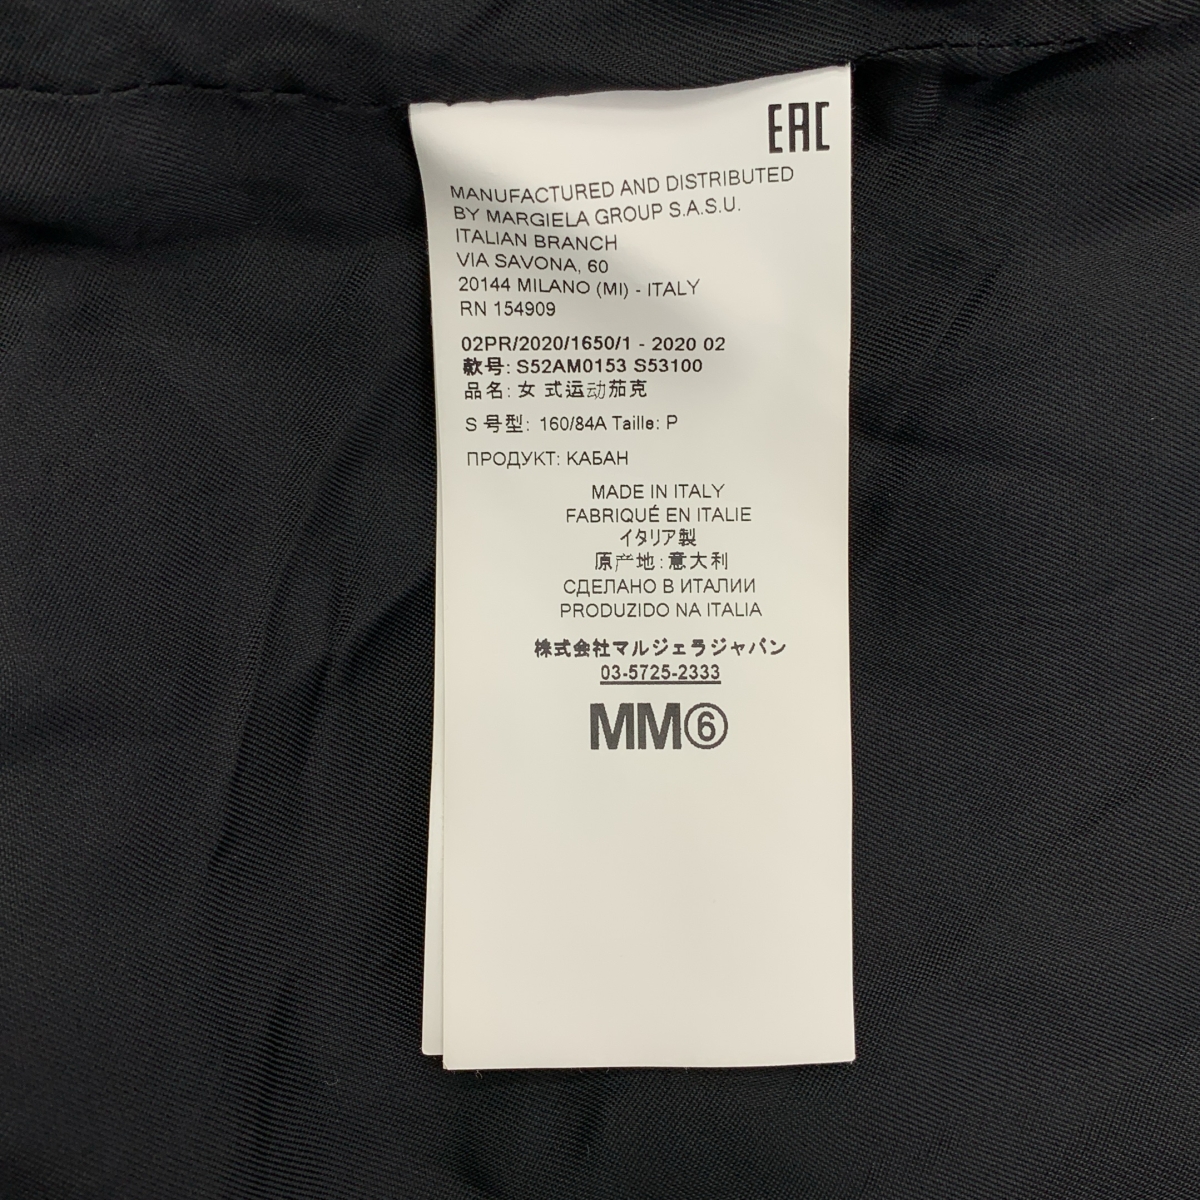 EAC
MANUFACTURED AND DISTRIBUTED
BY MARGIELA GROUP S.A.S.U.
ITALIAN BRANCH
VIA SAVONA, 60
20144 MILANO (MI) - ITALY
RN 154909
02PR/2020/1650/1 - 2020 02
款号: S52AM0153 S53100
品名: 女 式运动茄克
S 号型: 160/84A Taille: P
ПРОДУКТ: КАБАН
MADE IN ITALY
FABRIQUÉ EN ITALIE
イタリア製
原产地: 意大利
СДЕЛАНО В ИТАЛИИ
PRODUZIDO NA ITALIA
株式会社マルジェラジャパン
03-5725-2333
MM⑥